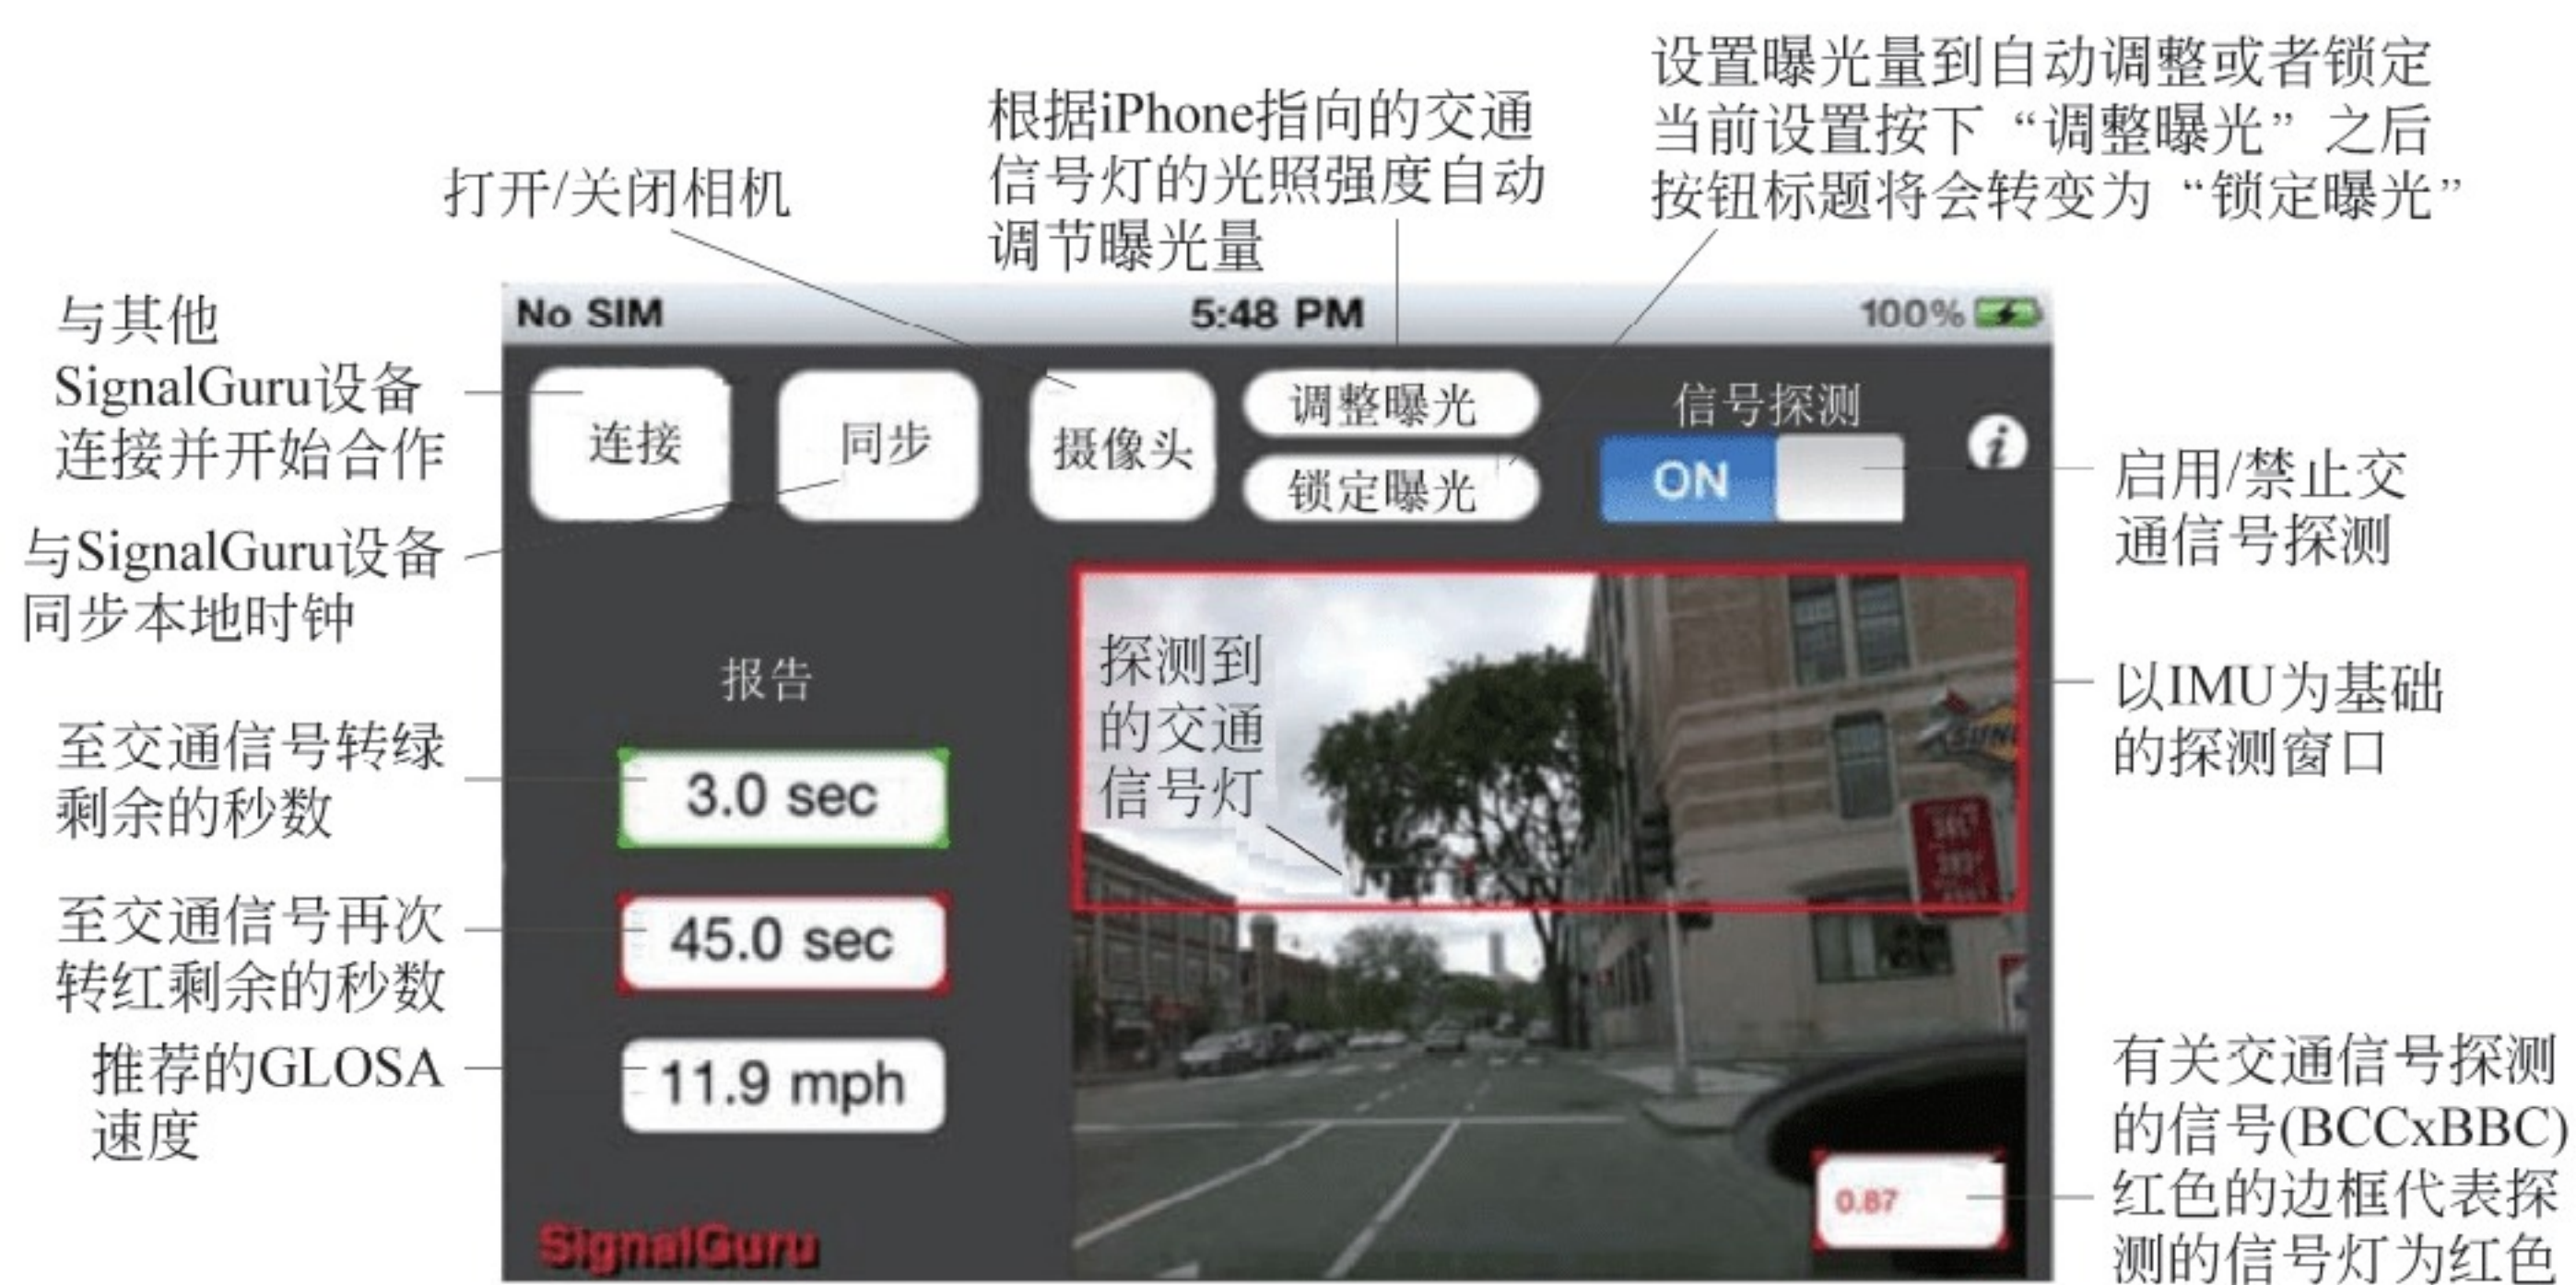 设置曝光量到自动调整或者锁定
当前设置按下“调整曝光”之后
按钮标题将会转变为“锁定曝光”
根据iPhone指向的交通
信号灯的光照强度自动
调节曝光量
打开/关闭相机
与其他
SignalGuru设备
连接并开始合作
与SignalGuru设备
同步本地时钟
至交通信号转绿
剩余的秒数
至交通信号再次
转红剩余的秒数
推荐的GLOSA
速度
No SIM
5:48 PM
100%
连接
同步
摄像头
调整曝光
锁定曝光
信号探测
ON
i
报告
3.0 sec
45.0 sec
11.9 mph
SignalGuru
探测到
的交通
信号灯
0.87
启用/禁止交
通信号探测
以IMU为基础
的探测窗口
有关交通信号探测
的信号(BCCxBBC)
红色的边框代表探
测的信号灯为红色